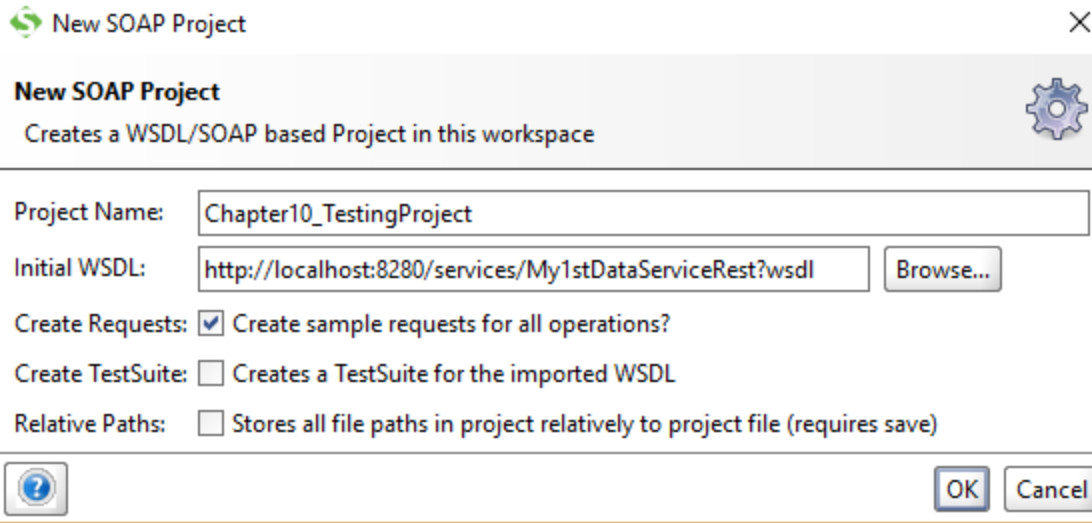 New SOAP Project
New SOAP Project
Creates a WSDL/SOAP based Project in this workspace
Project Name: Chapter10_TestingProject
Initial WSDL: http://localhost:8280/services/My1stDataServiceRest?wsdl Browse...
Create Requests: Create sample requests for all operations?
Create TestSuite: Creates a TestSuite for the imported WSDL
Relative Paths: Stores all file paths in project relatively to project file (requires save)
? OK Cancel